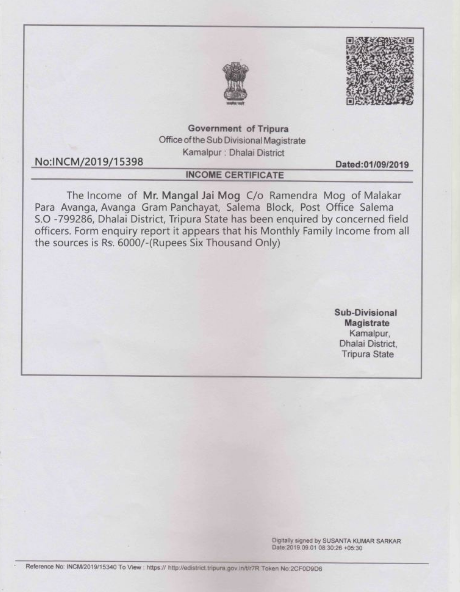 Government of Tripura
Office of the Sub Divisional Magistrate
Kamalpur : Dhalai District
No:INCM/2019/15398
Dated:01/09/2019
INCOME CERTIFICATE
The Income of Mr. Mangal Jai Mog C/o Ramendra Mog of Malakar
Para Avanga, Avanga Gram Panchayat, Salema Block, Post Office Salema
S.O -799286, Dhalai District, Tripura State has been enquired by concerned field
officers. Form enquiry report it appears that his Monthly Family Income from all
the sources is Rs. 6000/-(Rupees Six Thousand Only)
Sub-Divisional
Magistrate
Kamalpur,
Dhalai District,
Tripura State
Digitally signed by SUSANTA KUMAR SARKAR
Date:2019.09.01 08:30:26 +05:30
Reference No: INCM/2019/15340 To View : https:// http://edistrict.tripura.gov.in/t/r7R Token No:2CF0D9D6